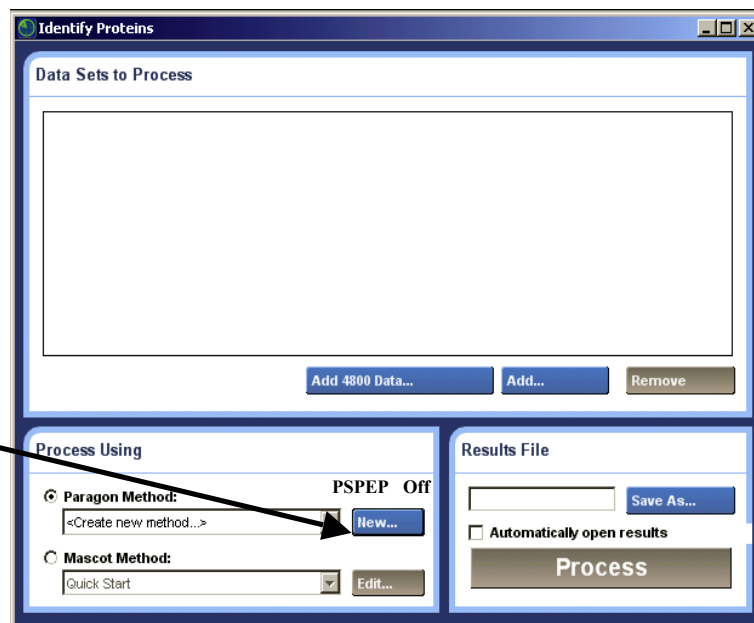 Identify Proteins
Data Sets to Process
Add 4800 Data... Add... Remove
Process Using
PSPEP Off
Paragon Method:
<Create new method...> New...
Mascot Method:
Quick Start Edit...
Results File
Save As...
Automatically open results
Process